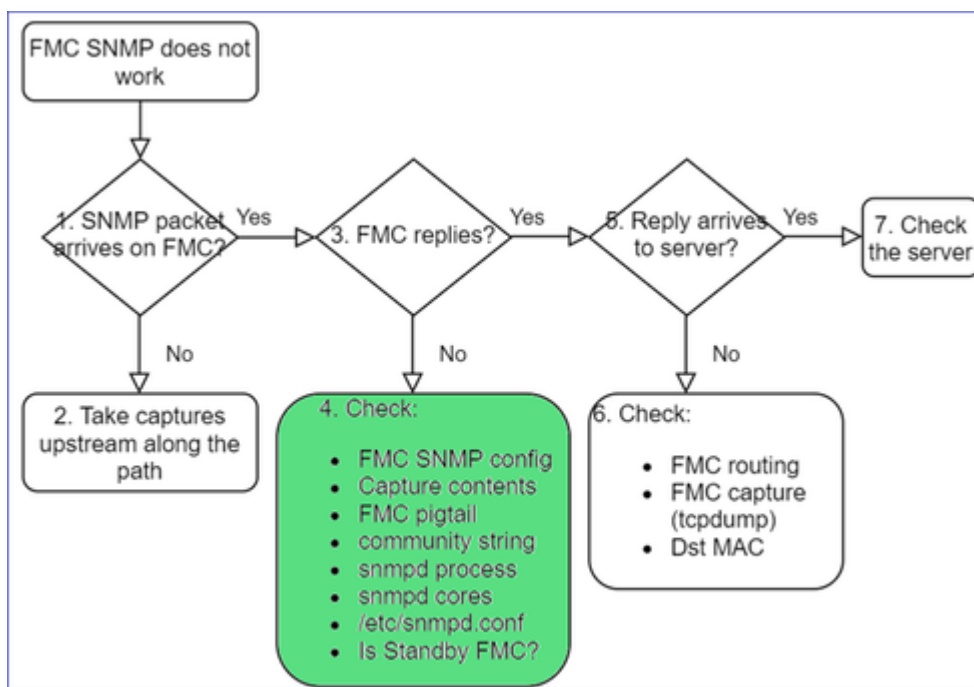 FMC SNMP does not
work
1. SNMP packet
arrives on FMC?
Yes
3. FMC replies?
Yes
5. Reply arrives
to server?
Yes
7. Check
the server
No
No
No
2. Take captures
upstream along the
path
4. Check:
• FMC SNMP config
• Capture contents
• FMC pigtail
• community string
• snmpd process
• snmpd cores
• /etc/snmpd.conf
• Is Standby FMC?
6. Check:
• FMC routing
• FMC capture
(tcpdump)
• Dst MAC